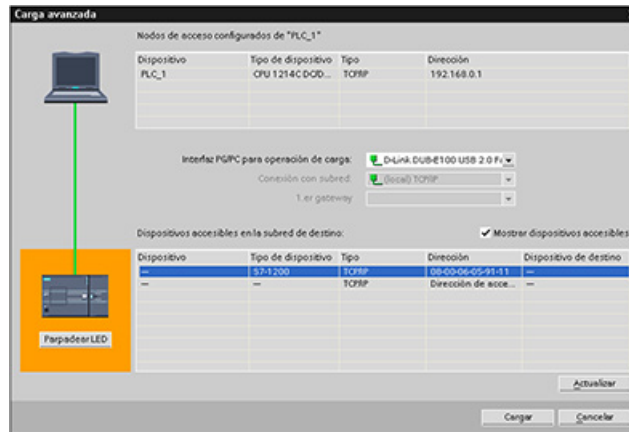 Carga avanzada
Nodos de acceso configurados de "PLC_1"
Dispositivo Tipo de dispositivo Tipo Dirección
PLC_1 CPU 1214C DC/D... TCP/IP 192.168.0.1
Interfaz PG/PC para operación de carga: D-Link DUB-E100 USB 2.0 Fa
Conexión con subred: (local) TCP/IP
1.er gateway
Dispositivos accesibles en la subred de destino: Mostrar dispositivos accesibles
Dispositivo Tipo de dispositivo Tipo Dirección Dispositivo de destino
— S7-1200 TCP/IP 08-00-06-05-91-11 —
— — TCP/IP Dirección de acce... —
Parpadear LED
Actualizar
Cargar Cancelar